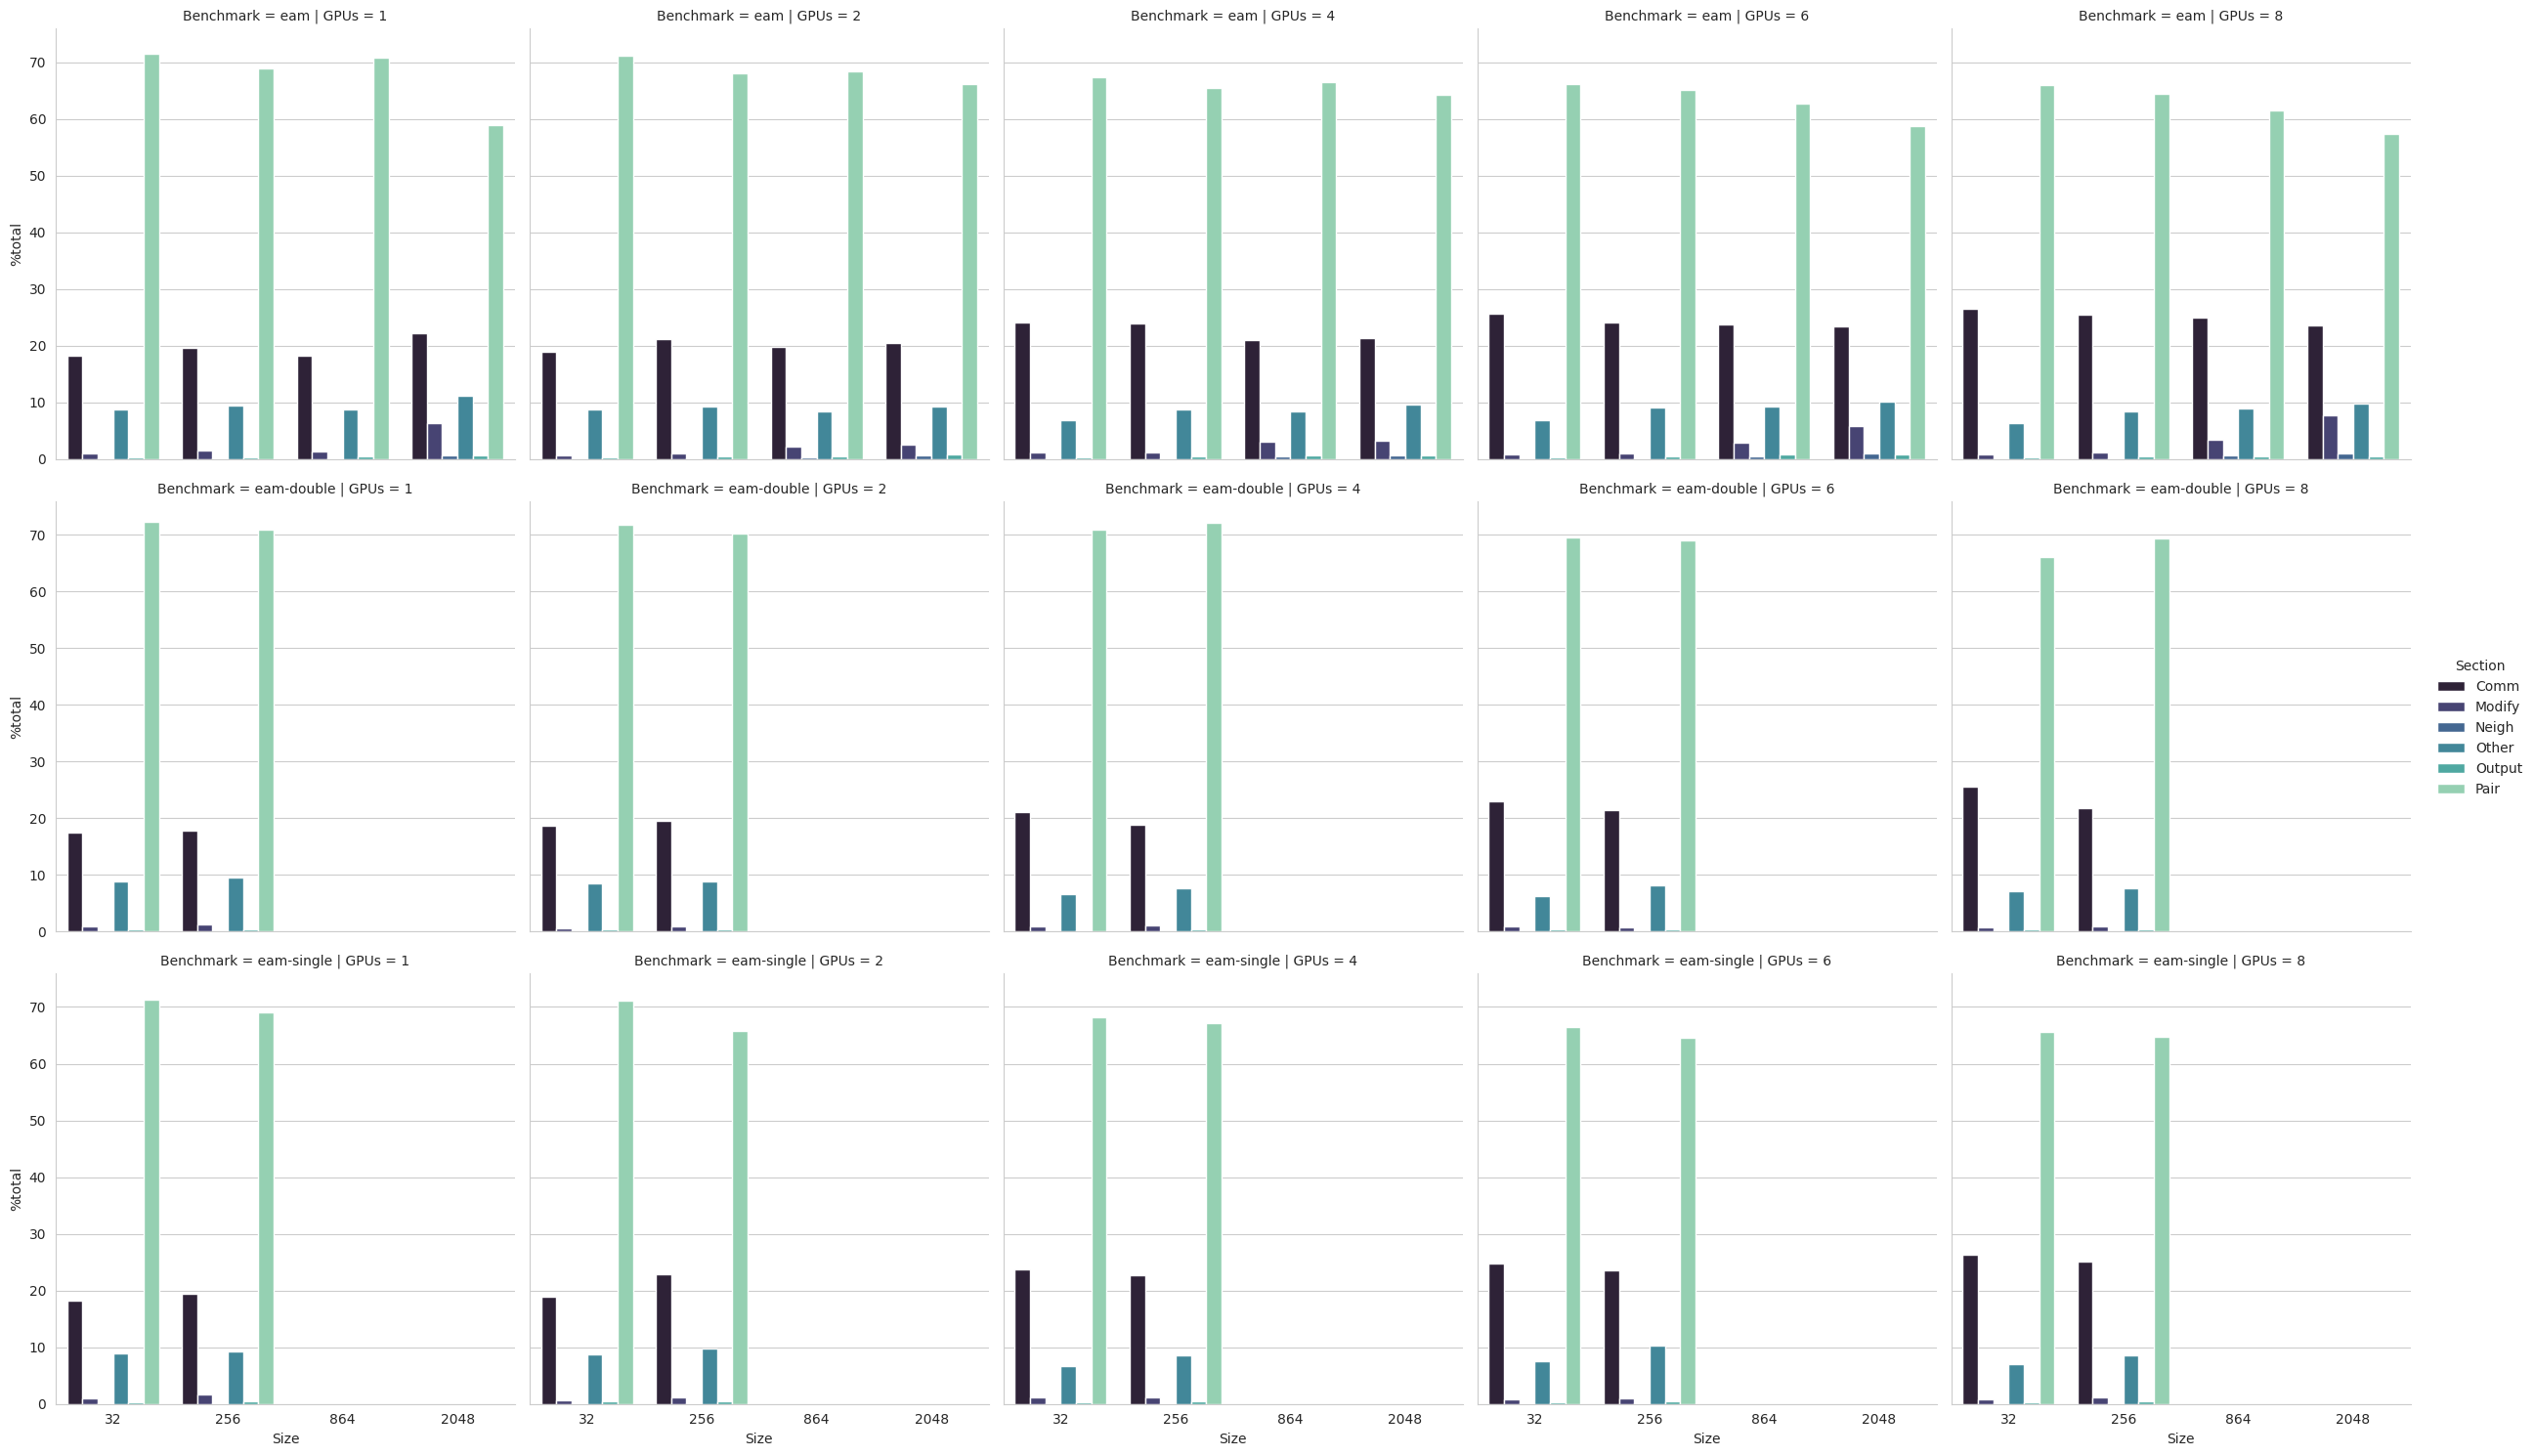 Benchmark = eam | GPUs = 1
Benchmark = eam | GPUs = 2
Benchmark = eam | GPUs = 4
Benchmark = eam | GPUs = 6
Benchmark = eam | GPUs = 8
70
60
50
40
30
20
10
0
%total
Benchmark = eam-double | GPUs = 1
Benchmark = eam-double | GPUs = 2
Benchmark = eam-double | GPUs = 4
Benchmark = eam-double | GPUs = 6
Benchmark = eam-double | GPUs = 8
70
60
50
40
30
20
10
0
%total
Section
Comm
Modify
Neigh
Other
Output
Pair
Benchmark = eam-single | GPUs = 1
Benchmark = eam-single | GPUs = 2
Benchmark = eam-single | GPUs = 4
Benchmark = eam-single | GPUs = 6
Benchmark = eam-single | GPUs = 8
70
60
50
40
30
20
10
0
%total
32 256 864 2048
Size
32 256 864 2048
Size
32 256 864 2048
Size
32 256 864 2048
Size
32 256 864 2048
Size